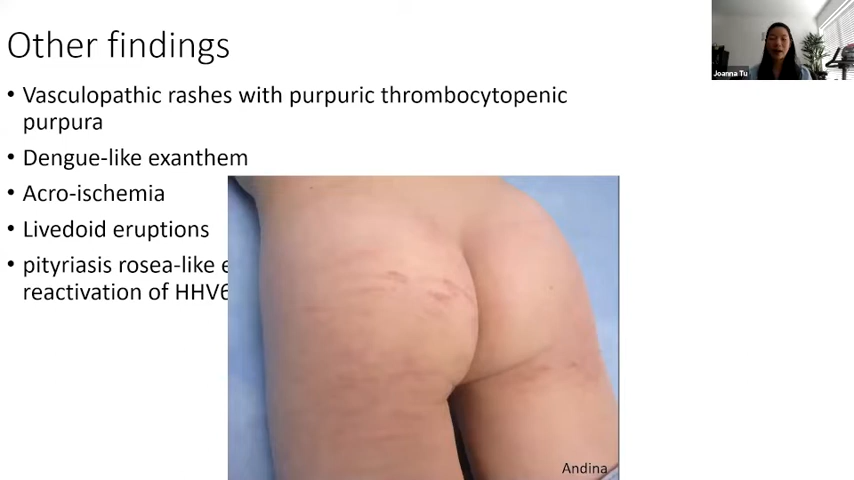 Other findings
• Vasculopathic rashes with purpuric thrombocytopenic
purpura
• Dengue-like exanthem
• Acro-ischemia
• Livedoid eruptions
• pityriasis rosea-like
reactivation of HHV6
Andina
Joanna Tu